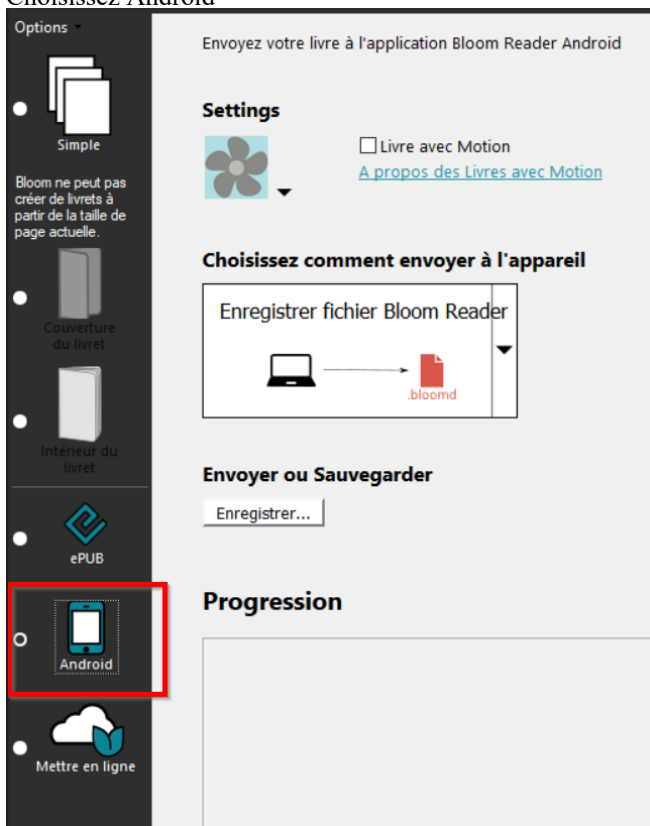 Choisissez Android
Options
Simple
Bloom ne peut pas
créer de livrets à
partir de la taille de
page actuelle.
Couverture
du livret
Intérieur du
livret
ePUB
Android
Mettre en ligne
Envoyez votre livre à l'application Bloom Reader Android
Settings
Livre avec Motion
A propos des Livres avec Motion
Choisissez comment envoyer à l'appareil
Enregistrer fichier Bloom Reader
.bloomd
Envoyer ou Sauvegarder
Enregistrer...
Progression